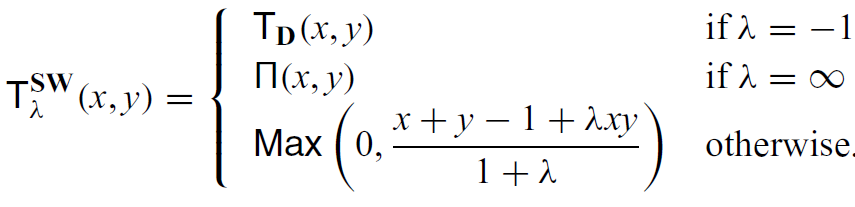 T_D(x, y) if λ = −1
Π(x, y) if λ = ∞
T_λ^SW(x, y) = { Max(0, (x + y − 1 + λxy)/(1 + λ)) otherwise.